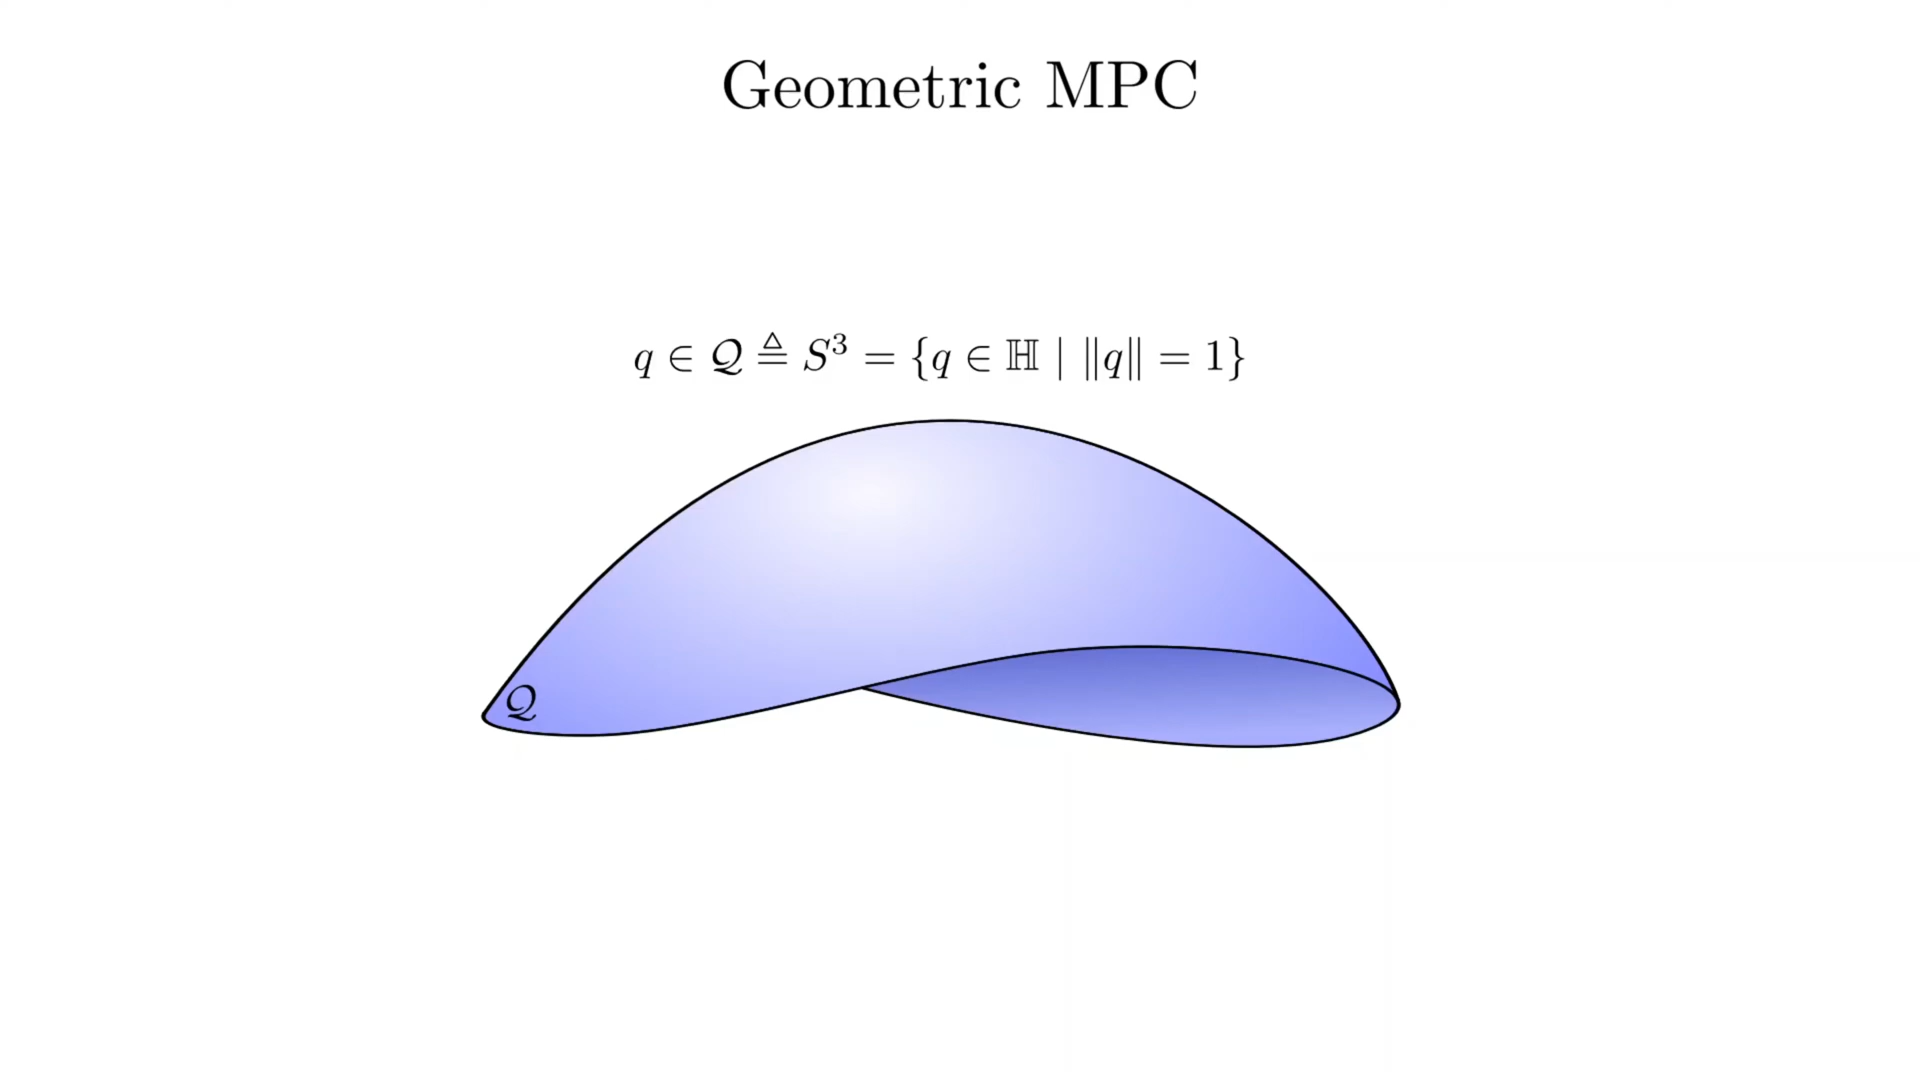 Geometric MPC
q ∈ 𝒬 ≜ S³ = {q ∈ ℍ | ‖q‖ = 1}
𝒬